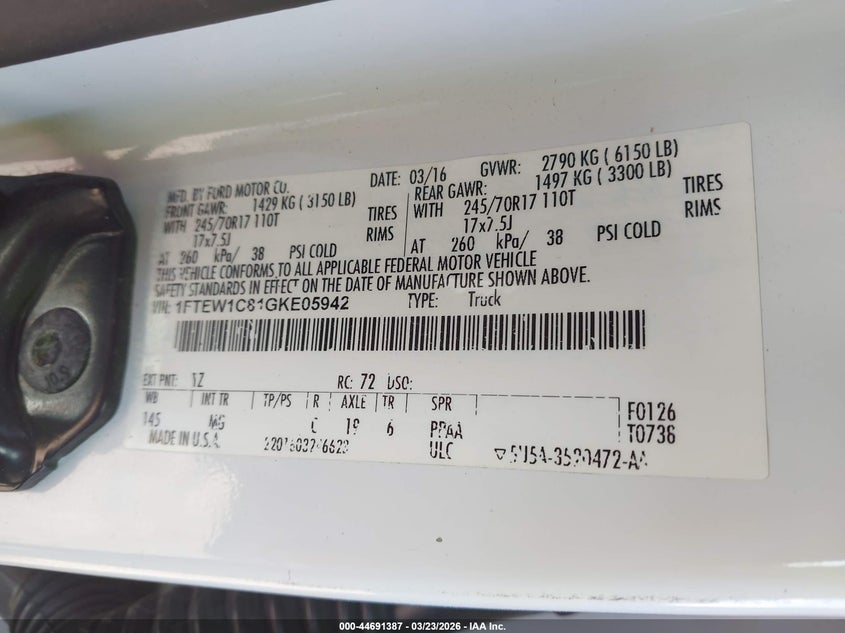 MFD. BY FORD MOTOR CO. DATE: 03/16 GVWR: 2790 KG ( 6150 LB)
FRONT GAWR: 1429 KG ( 3150 LB) REAR GAWR: 1497 KG ( 3300 LB)
WITH 245/70R17 110T TIRES WITH 245/70R17 110T TIRES
17x7.5J RIMS 17x7.5J RIMS
AT 260 kPa/ 38 PSI COLD AT 260 kPa/ 38 PSI COLD
THIS VEHICLE CONFORMS TO ALL APPLICABLE FEDERAL MOTOR VEHICLE
SAFETY STANDARDS IN EFFECT ON THE DATE OF MANUFACTURE SHOWN ABOVE.
VIN: 1FTEW1C81GKE05942 TYPE: Truck
EXT PNT: YZ RC: 72 DSO:
WB INT TR TP/PS R AXLE TR SPR F0126
145 MG 19 6 PPAA T0738
MADE IN U.S.A. ULC
000-44691387 - 03/23/2026 - IAA Inc.